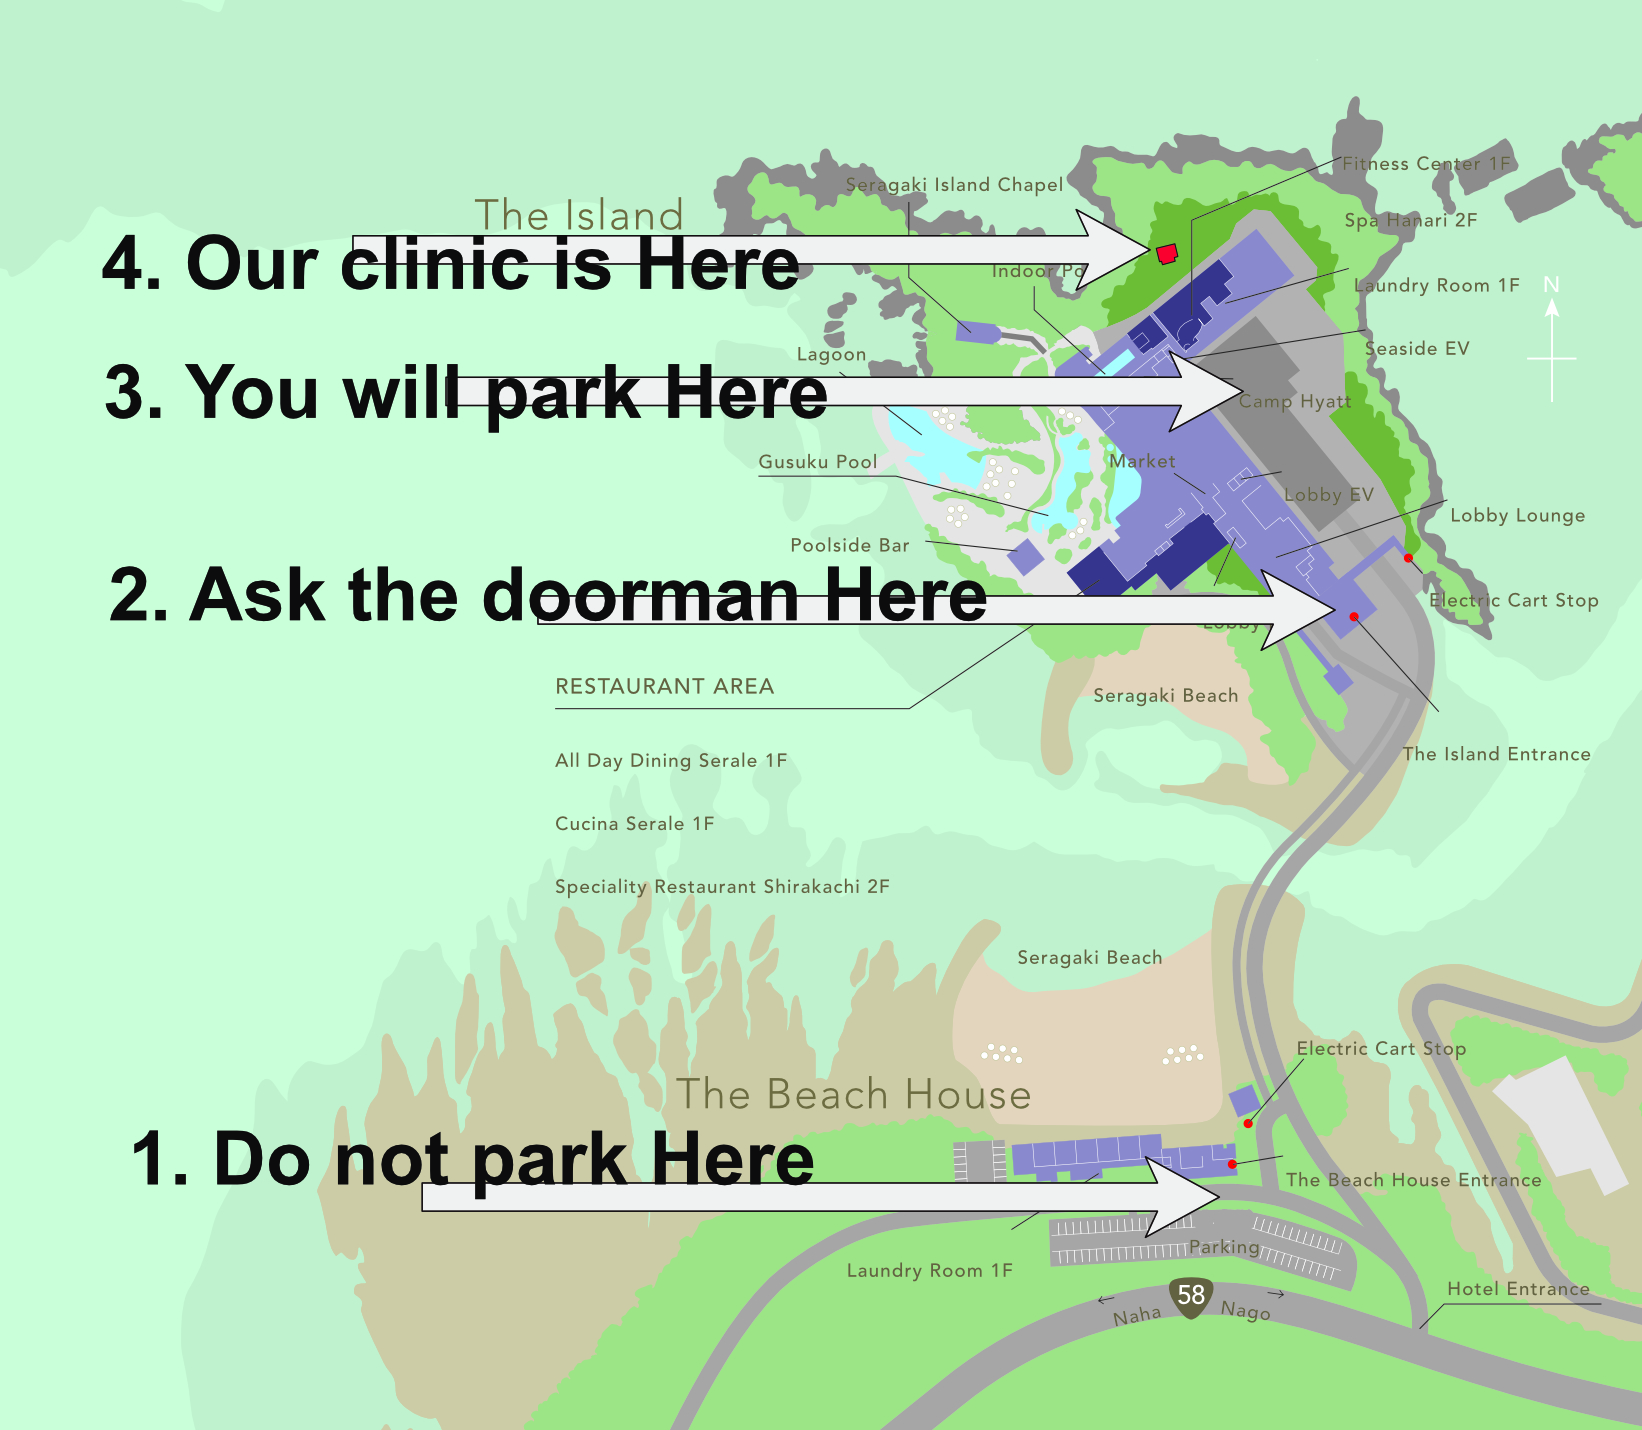 Fitness Center 1F
Seragaki Island Chapel
The Island
Spa Hanari 2F
4. Our clinic is Here
Indoor Po
Laundry Room 1F
N
Seaside EV
Lagoon
3. You will park Here
Camp Hyatt
Gusuku Pool
Market
Lobby EV
Lobby Lounge
Poolside Bar
2. Ask the doorman Here
Electric Cart Stop
Lobby
RESTAURANT AREA
Seragaki Beach
The Island Entrance
All Day Dining Serale 1F
Cucina Serale 1F
Speciality Restaurant Shirakachi 2F
Seragaki Beach
Electric Cart Stop
The Beach House
1. Do not park Here
The Beach House Entrance
Parking
Laundry Room 1F
Hotel Entrance
58
Naha
Nago